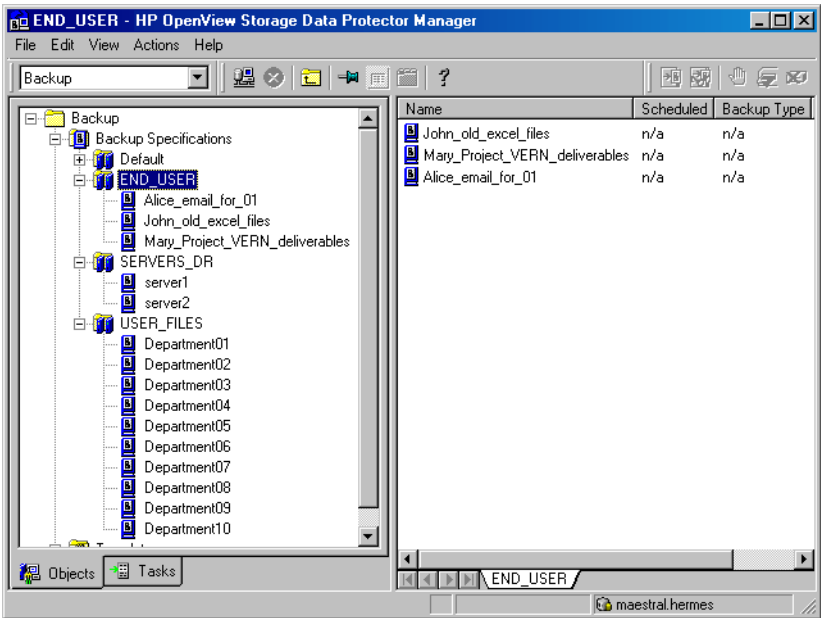 END_USER - HP OpenView Storage Data Protector Manager
File Edit View Actions Help
Backup
Backup
Backup Specifications
Default
END_USER
Alice_email_for_01
John_old_excel_files
Mary_Project_VERN_deliverables
SERVERS_DR
server1
server2
USER_FILES
Department01
Department02
Department03
Department04
Department05
Department06
Department07
Department08
Department09
Department10
Objects Tasks
Name Scheduled Backup Type
John_old_excel_files n/a n/a
Mary_Project_VERN_deliverables n/a n/a
Alice_email_for_01 n/a n/a
END_USER
maestral.hermes